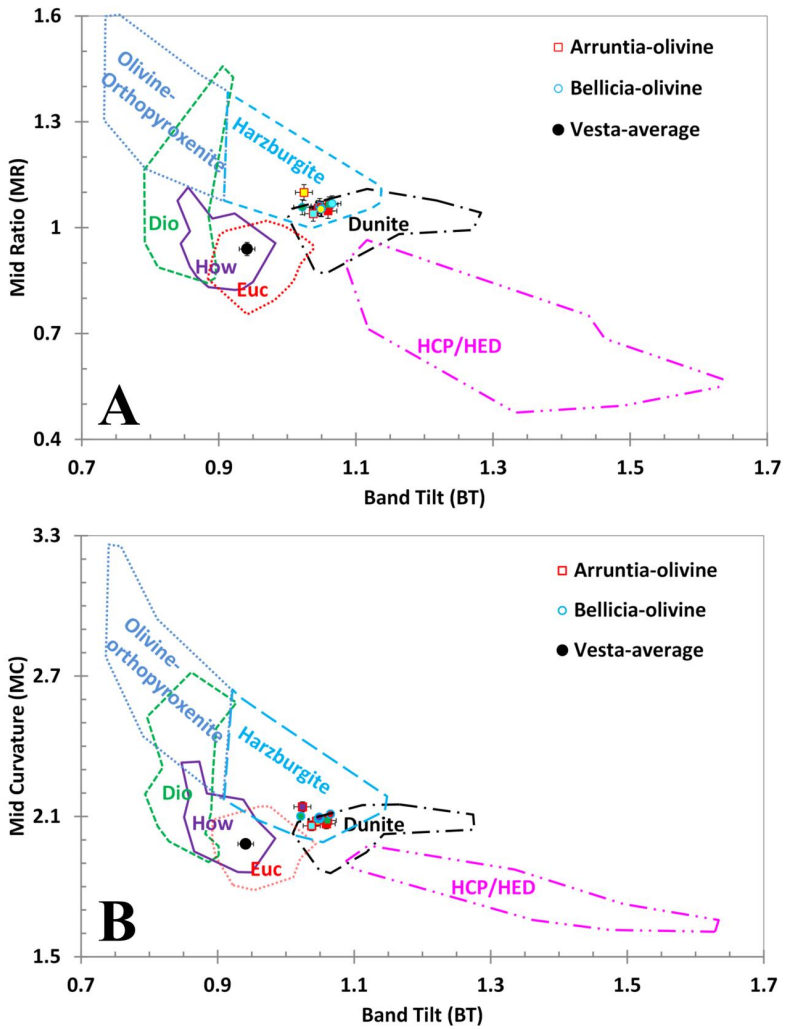 1.6
1.3
1
0.7
0.4
Mid Ratio (MR)
Olivine-
Orthopyroxenite
Harzburgite
Arruntia-olivine
Bellicia-olivine
Vesta-average
Dio
How
Euc
Dunite
HCP/HED
A
0.7 0.9 1.1 1.3 1.5 1.7
Band Tilt (BT)
3.3
2.7
2.1
1.5
Mid Curvature (MC)
Olivine-
orthopyroxenite
Harzburgite
Arruntia-olivine
Bellicia-olivine
Vesta-average
Dio
How
Euc
Dunite
HCP/HED
B
0.7 0.9 1.1 1.3 1.5 1.7
Band Tilt (BT)